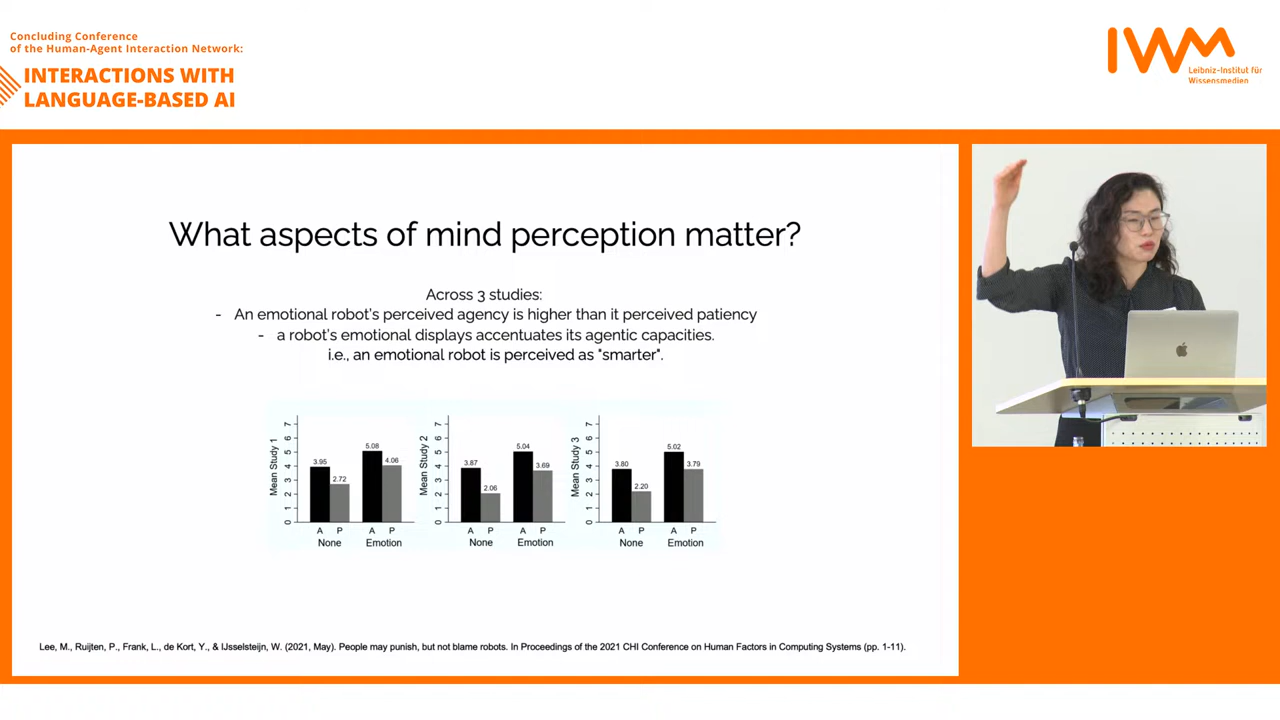 Concluding Conference
of the Human-Agent Interaction Network:
INTERACTIONS WITH
LANGUAGE-BASED AI
IWM
Leibniz-Institut für
Wissensmedien
What aspects of mind perception matter?
Across 3 studies:
- An emotional robot's perceived agency is higher than it perceived patiency
- a robot's emotional displays accentuates its agentic capacities.
i.e., an emotional robot is perceived as "smarter".
Mean Study 1
0 1 2 3 4 5 6 7
3.95 2.72 5.08 4.06
A P A P
None Emotion
Mean Study 2
0 1 2 3 4 5 6 7
3.87 2.06 5.04 3.69
A P A P
None Emotion
Mean Study 3
0 1 2 3 4 5 6 7
3.80 2.20 5.02 3.79
A P A P
None Emotion
Lee, M., Ruijten, P., Frank, L., de Kort, Y., & IJsselsteijn, W. (2021, May). People may punish, but not blame robots. In Proceedings of the 2021 CHI Conference on Human Factors in Computing Systems (pp. 1-11).